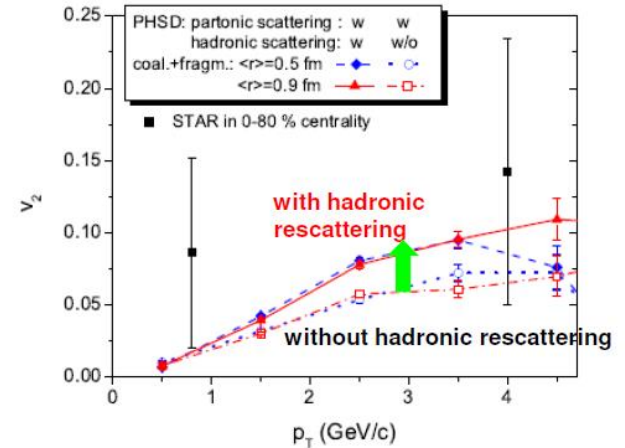 PHSD: partonic scattering : w w
hadronic scattering: w w/o
coal.+fragm.: <r>=0.5 fm
<r>=0.9 fm
STAR in 0-80 % centrality
with hadronic
rescattering
without hadronic rescattering
0.25
0.20
0.15
0.10
0.05
0.00
v2
0 1 2 3 4
pT (GeV/c)